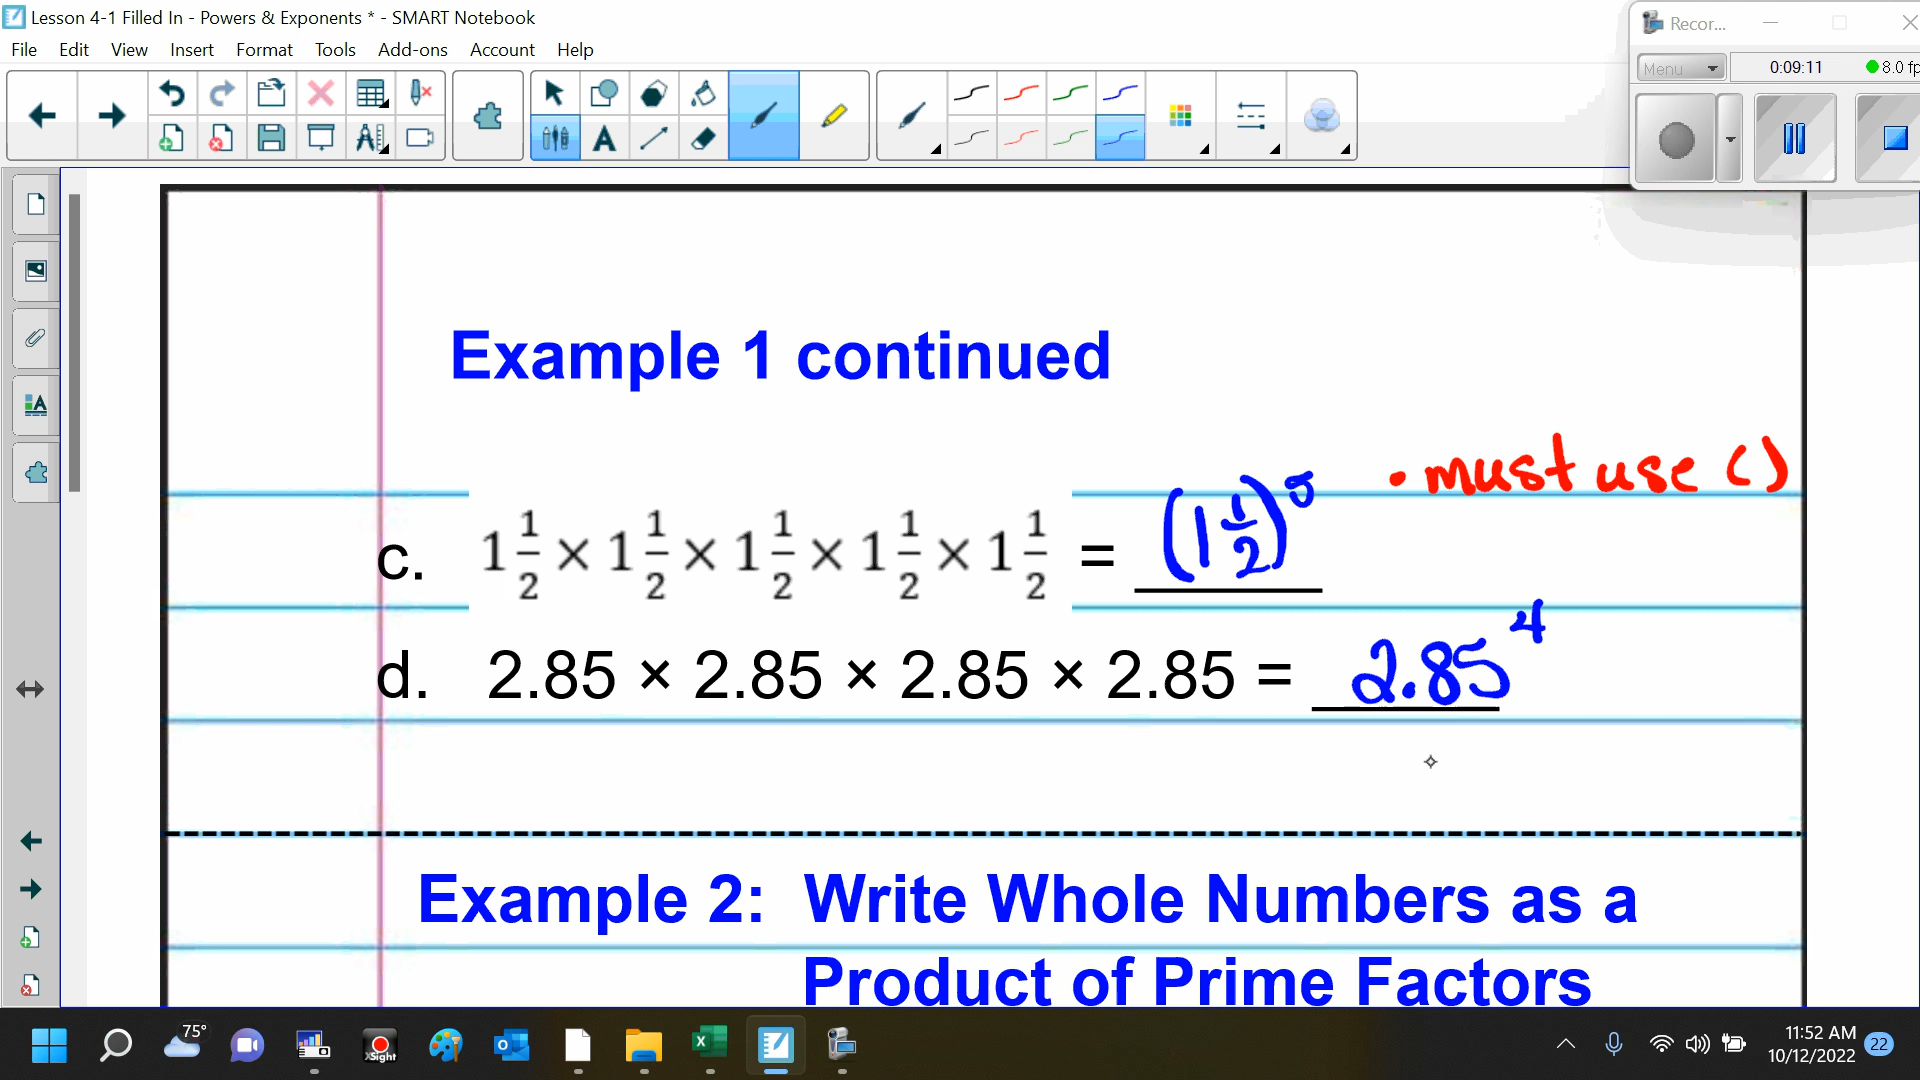 Lesson 4-1 Filled In - Powers & Exponents * - SMART Notebook
File Edit View Insert Format Tools Add-ons Account Help
Recor...
Menu 0:09:11 8.0 fp
Example 1 continued
• must use ( )
c. 1 1/2 × 1 1/2 × 1 1/2 × 1 1/2 × 1 1/2 = (1 1/2)⁵
d. 2.85 × 2.85 × 2.85 × 2.85 = 2.85⁴
Example 2: Write Whole Numbers as a
Product of Prime Factors
75°
XSight
11:52 AM
10/12/2022
22